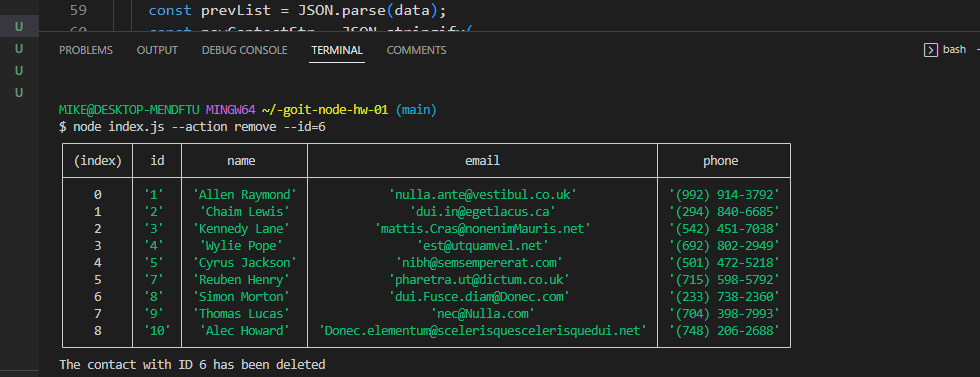 59 const prevList = JSON.parse(data);
60 const newContactStr = JSON.stringify(
U
U
U
U
PROBLEMS OUTPUT DEBUG CONSOLE TERMINAL COMMENTS bash
MIKE@DESKTOP-MENDFTU MINGW64 ~/-goit-node-hw-01 (main)
$ node index.js --action remove --id=6
(index) id name email phone
0 '1' 'Allen Raymond' 'nulla.ante@vestibul.co.uk' '(992) 914-3792'
1 '2' 'Chaim Lewis' 'dui.in@egetlacus.ca' '(294) 840-6685'
2 '3' 'Kennedy Lane' 'mattis.Cras@nonenimMauris.net' '(542) 451-7038'
3 '4' 'Wylie Pope' 'est@utquamvel.net' '(692) 802-2949'
4 '5' 'Cyrus Jackson' 'nibh@semsempererat.com' '(501) 472-5218'
5 '7' 'Reuben Henry' 'pharetra.ut@dictum.co.uk' '(715) 598-5792'
6 '8' 'Simon Morton' 'dui.Fusce.diam@Donec.com' '(233) 738-2360'
7 '9' 'Thomas Lucas' 'nec@Nulla.com' '(704) 398-7993'
8 '10' 'Alec Howard' 'Donec.elementum@scelerisquescelerisquedui.net' '(748) 206-2688'
The contact with ID 6 has been deleted